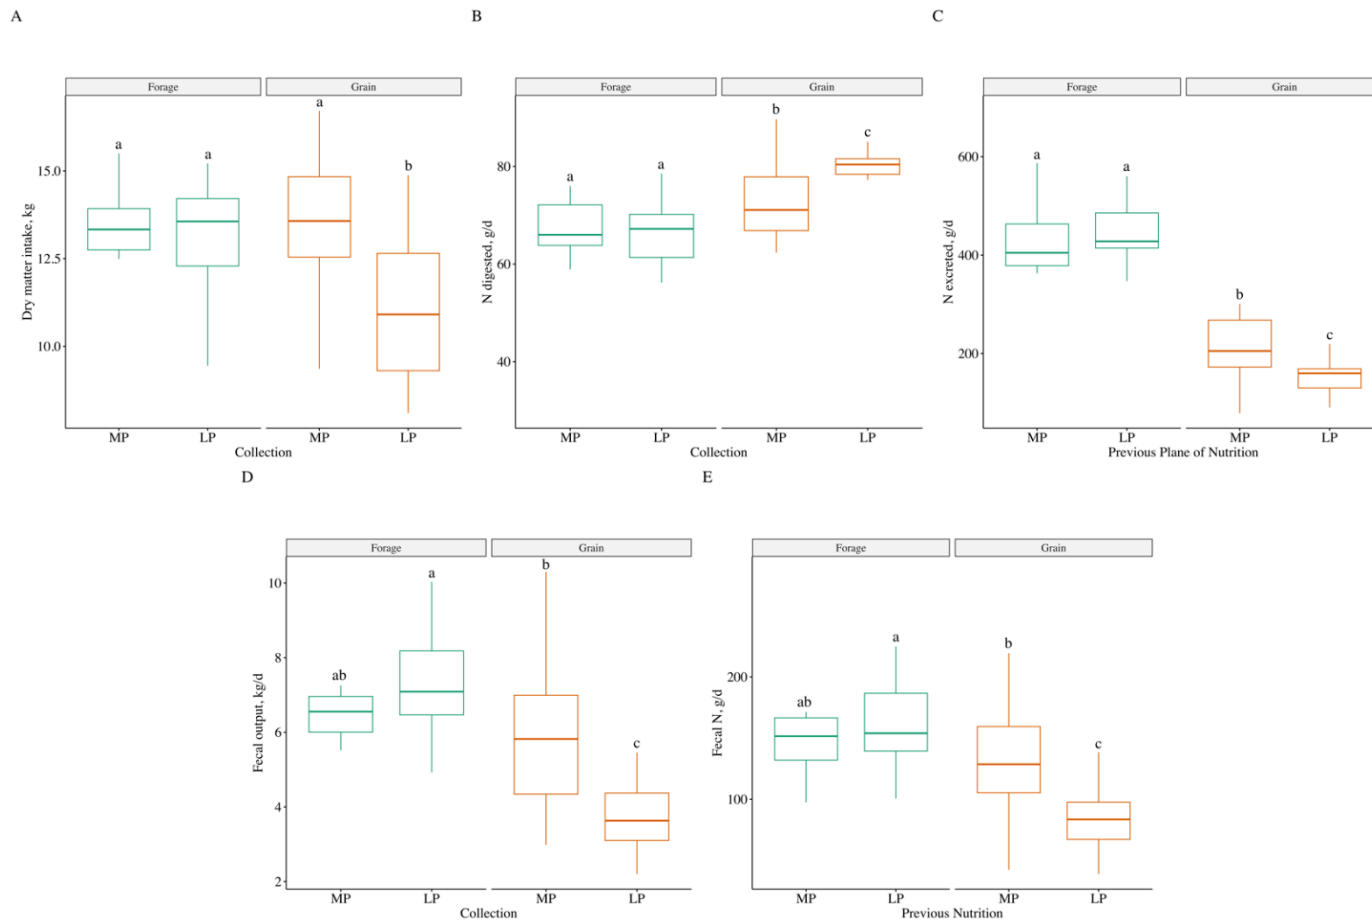 A
B
C
Forage
Grain
a
a
a
b
15.0
12.5
10.0
Dry matter intake, kg
MP
LP
MP
LP
Collection
Forage
Grain
a
a
b
c
80
60
40
N digested, g/d
MP
LP
MP
LP
Collection
Forage
Grain
a
a
b
c
600
400
200
N excreted, g/d
MP
LP
MP
LP
Previous Plane of Nutrition
D
E
Forage
Grain
ab
a
b
c
10
8
6
4
2
Fecal output, kg/d
MP
LP
MP
LP
Collection
Forage
Grain
ab
a
b
c
200
100
Fecal N, g/d
MP
LP
MP
LP
Previous Nutrition